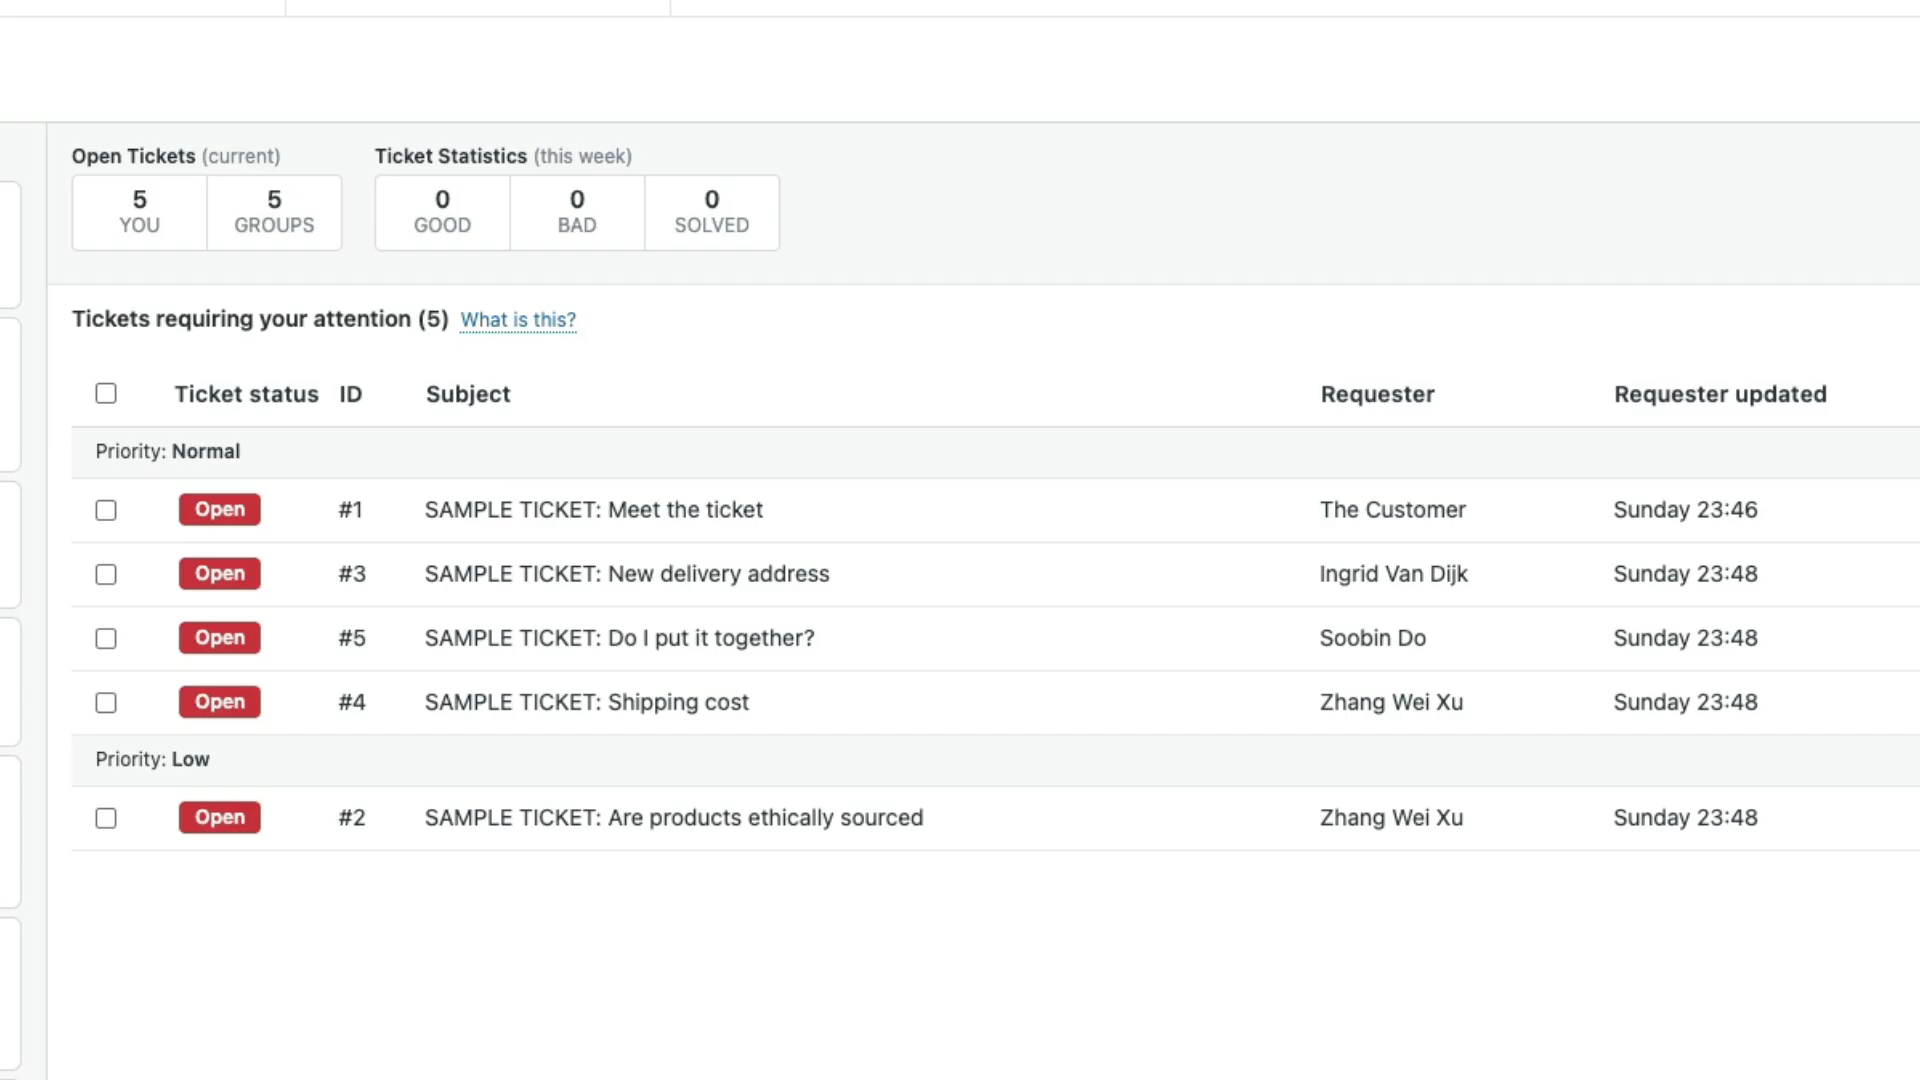 Open Tickets (current) Ticket Statistics (this week)
5 5 0 0 0
YOU GROUPS GOOD BAD SOLVED
Tickets requiring your attention (5) What is this?
Ticket status ID Subject Requester Requester updated
Priority: Normal
Open #1 SAMPLE TICKET: Meet the ticket The Customer Sunday 23:46
Open #3 SAMPLE TICKET: New delivery address Ingrid Van Dijk Sunday 23:48
Open #5 SAMPLE TICKET: Do I put it together? Soobin Do Sunday 23:48
Open #4 SAMPLE TICKET: Shipping cost Zhang Wei Xu Sunday 23:48
Priority: Low
Open #2 SAMPLE TICKET: Are products ethically sourced Zhang Wei Xu Sunday 23:48